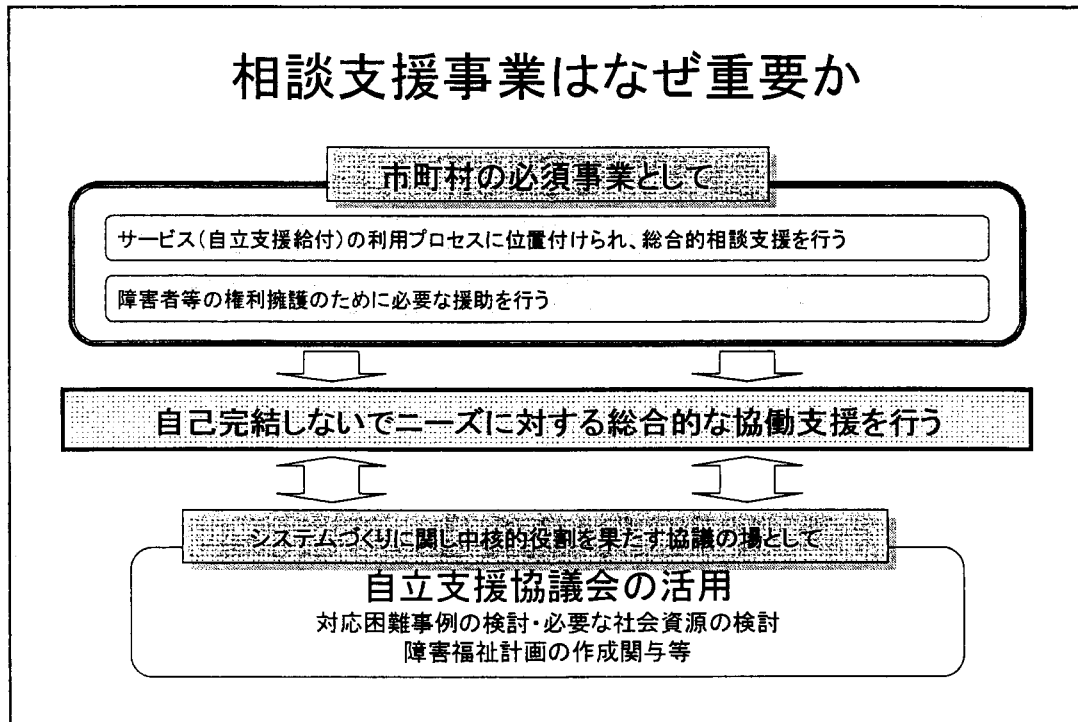 相談支援事業はなぜ重要か
市町村の必須事業として
サービス(自立支援給付)の利用プロセスに位置付けられ、総合的相談支援を行う
障害者等の権利擁護のために必要な援助を行う
自己完結しないでニーズに対する総合的な協働支援を行う
システムづくりに関し中核的役割を果たす協議の場として
自立支援協議会の活用
対応困難事例の検討・必要な社会資源の検討
障害福祉計画の作成関与等